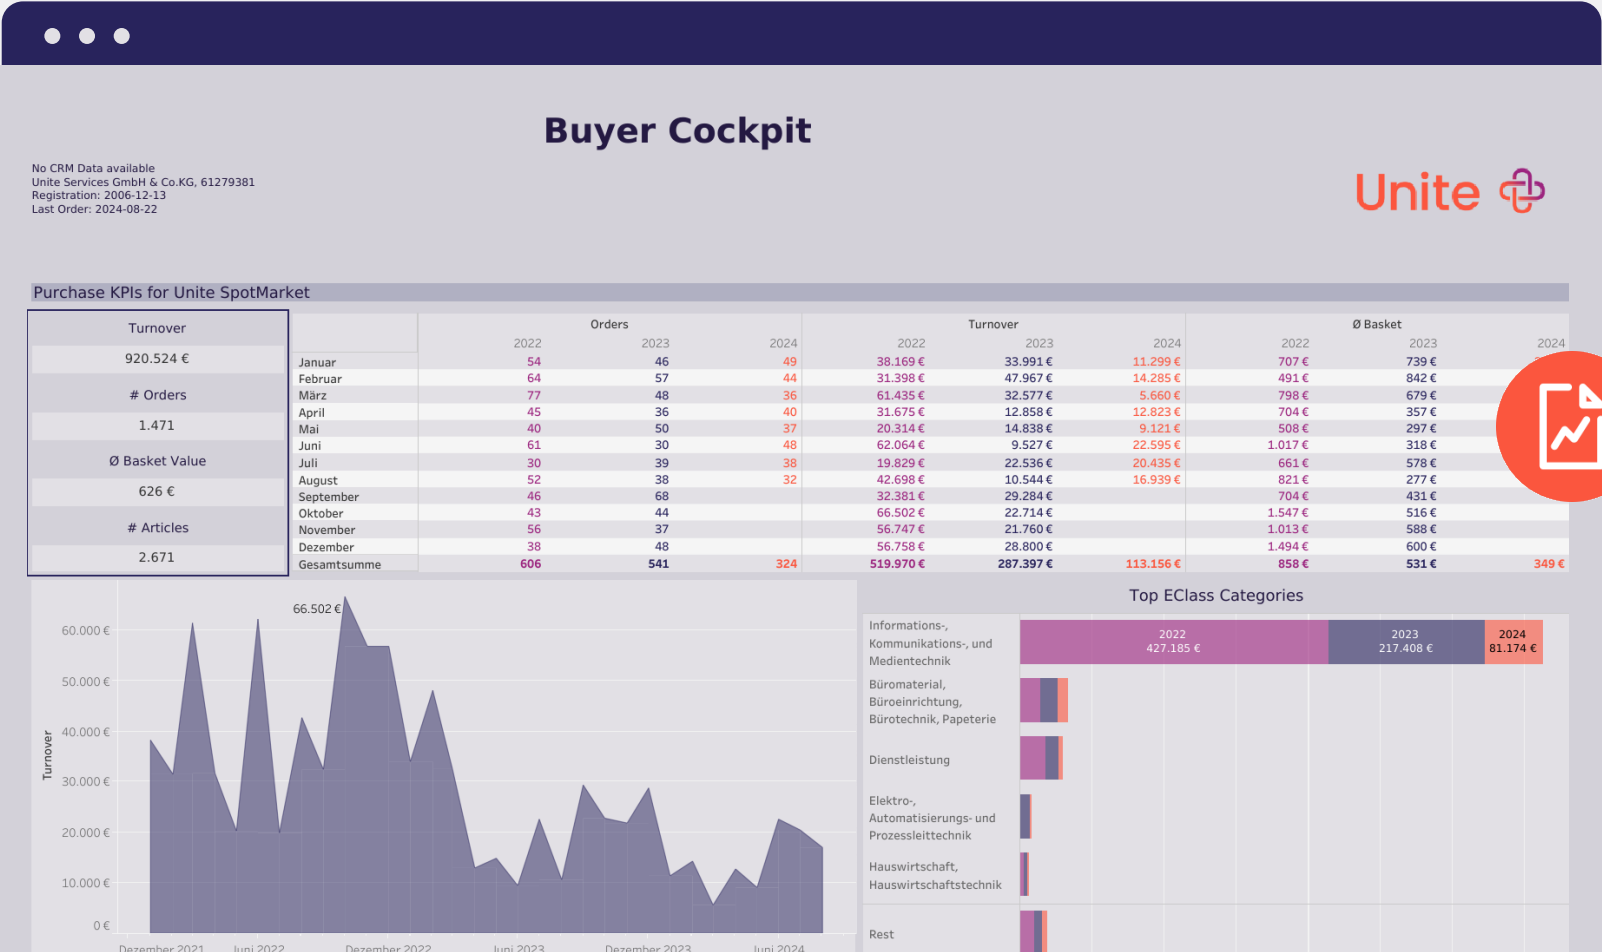 Buyer Cockpit
No CRM Data available
Unite Services GmbH & Co.KG, 61279381
Registration: 2006-12-13
Last Order: 2024-08-22
Unite
Purchase KPIs for Unite SpotMarket
Turnover
920.524 €
# Orders
1.471
Ø Basket Value
626 €
# Articles
2.671
Orders Turnover Ø Basket
2022 2023 2024 2022 2023 2024 2022 2023 2024
Januar 54 46 49 38.169 € 33.991 € 11.299 € 707 € 739 €
Februar 64 57 44 31.398 € 47.967 € 14.285 € 491 € 842 €
März 77 48 36 61.435 € 32.577 € 5.660 € 798 € 679 €
April 45 36 40 31.675 € 12.858 € 12.823 € 704 € 357 €
Mai 40 50 37 20.314 € 14.838 € 9.121 € 508 € 297 €
Juni 61 30 48 62.064 € 9.527 € 22.595 € 1.017 € 318 €
Juli 30 39 38 19.829 € 22.536 € 20.435 € 661 € 578 €
August 52 38 32 42.698 € 10.544 € 16.939 € 821 € 277 €
September 46 68 32.381 € 29.284 € 704 € 431 €
Oktober 43 44 66.502 € 22.714 € 1.547 € 516 €
November 56 37 56.747 € 21.760 € 1.013 € 588 €
Dezember 38 48 56.758 € 28.800 € 1.494 € 600 €
Gesamtsumme 606 541 324 519.970 € 287.397 € 113.156 € 858 € 531 € 349 €
66.502 €
60.000 €
50.000 €
40.000 €
30.000 €
20.000 €
10.000 €
0 €
Turnover
Dezember 2021 Juni 2022 Dezember 2022 Juni 2023 Dezember 2023 Juni 2024
Top EClass Categories
Informations-,
Kommunikations-, und
Medientechnik
2022
427.185 €
2023
217.408 €
2024
81.174 €
Büromaterial,
Büroeinrichtung,
Bürotechnik, Papeterie
Dienstleistung
Elektro-,
Automatisierungs- und
Prozessleittechnik
Hauswirtschaft,
Hauswirtschaftstechnik
Rest